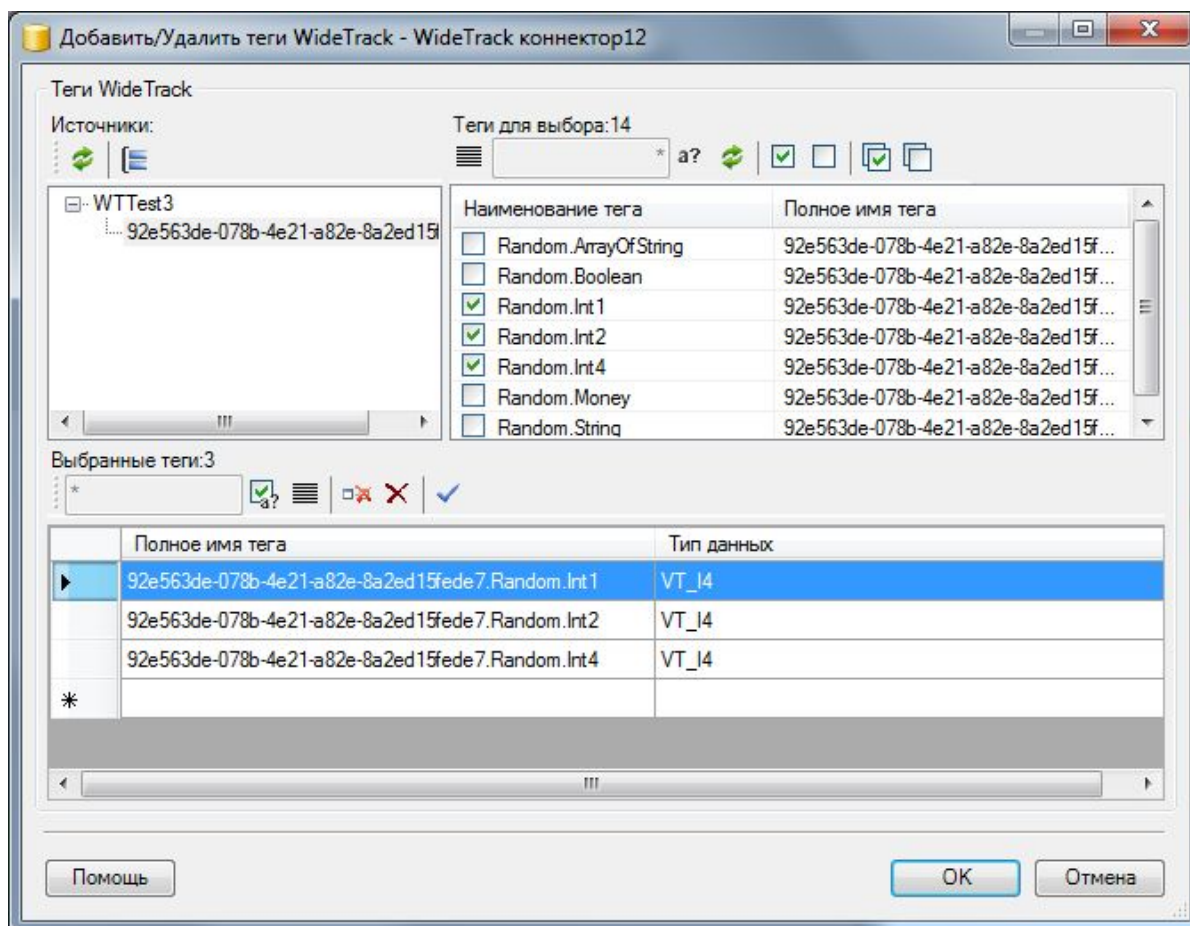 Добавить/Удалить теги WideTrack - WideTrack коннектор12
Теги WideTrack
Источники:
Теги для выбора:14
* a?
WTTest3
92e563de-078b-4e21-a82e-8a2ed15f
Наименование тега Полное имя тега
Random.ArrayOfString 92e563de-078b-4e21-a82e-8a2ed15f...
Random.Boolean 92e563de-078b-4e21-a82e-8a2ed15f...
Random.Int1 92e563de-078b-4e21-a82e-8a2ed15f...
Random.Int2 92e563de-078b-4e21-a82e-8a2ed15f...
Random.Int4 92e563de-078b-4e21-a82e-8a2ed15f...
Random.Money 92e563de-078b-4e21-a82e-8a2ed15f...
Random.String 92e563de-078b-4e21-a82e-8a2ed15f...
Выбранные теги:3
* a?
Полное имя тега Тип данных
92e563de-078b-4e21-a82e-8a2ed15fede7.Random.Int1 VT_I4
92e563de-078b-4e21-a82e-8a2ed15fede7.Random.Int2 VT_I4
92e563de-078b-4e21-a82e-8a2ed15fede7.Random.Int4 VT_I4
Помощь OK Отмена